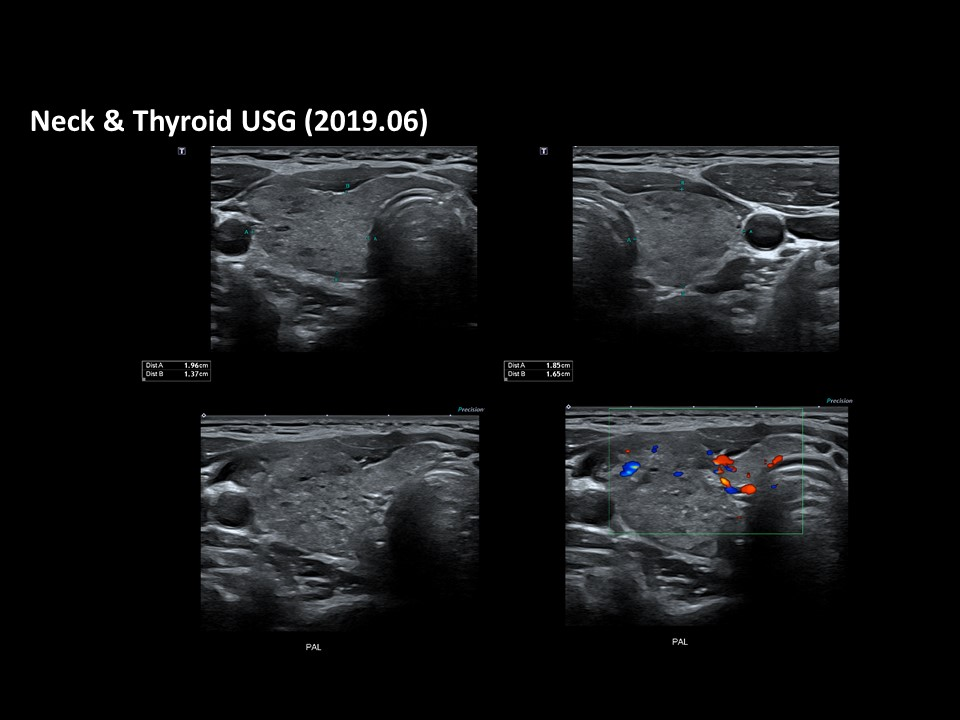 Neck & Thyroid USG (2019.06)
T
T
B
A
A
A
Dist A 1.96cm
Dist B 1.37cm
Dist A 1.85cm
Dist B 1.65cm
Precision
Precision
PAL
PAL